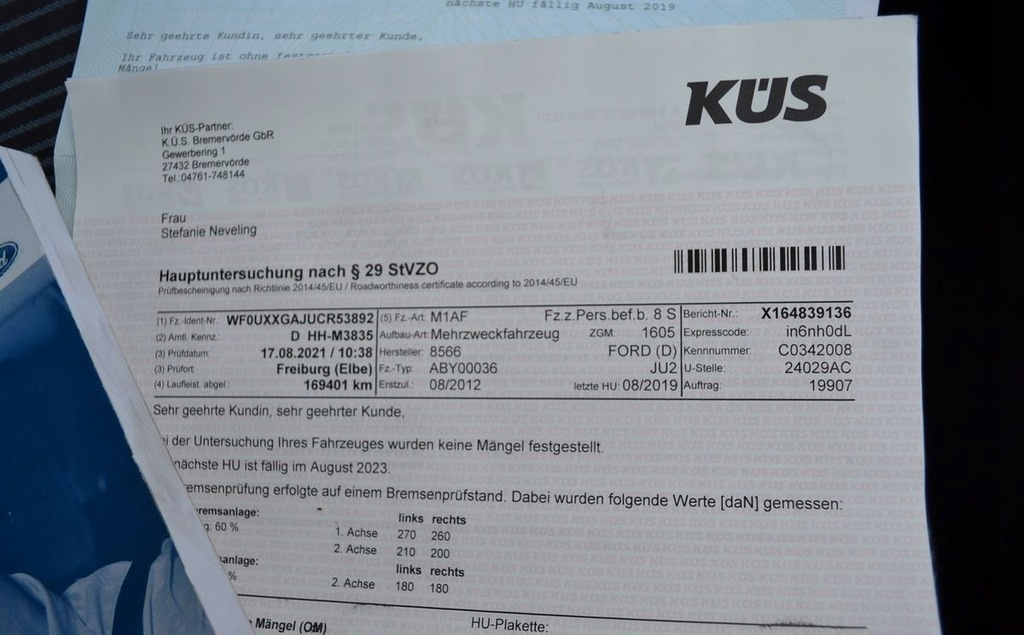 nächste HU fällig August 2019
Sehr geehrte Kundin, sehr geehrter Kunde,
Ihr Fahrzeug ist ohne
Mängel
KÜS
Ihr KÜS-Partner:
K.Ü.S. Bremervörde GbR
Gewerbering 1
27432 Bremervörde
Tel.:04761-748144
Frau
Stefanie Neveling
Hauptuntersuchung nach § 29 StVZO
Prüfbescheinigung nach Richtlinie 2014/45/EU / Roadworthiness certificate according to 2014/45/EU
(1) Fz.-Ident-Nr.: WF0UXXGAJUCR53892 (5) Fz.-Art: M1AF Fz.z.Pers.bef.b. 8 S Bericht-Nr.: X164839136
(2) Amtl. Kennz. D HH-M3835 Aufbau-Art: Mehrzweckfahrzeug ZGM: 1605 Expresscode: in6nh0dL
(3) Prüfdatum: 17.08.2021 / 10:38 Hersteller: 8566 FORD (D) Kennnummer: C0342008
(3) Prüfort: Freiburg (Elbe) Fz.-Typ: ABY00036 JU2 U-Stelle: 24029AC
(4) Laufleist. abgel.: 169401 km Erstzul.: 08/2012 letzte HU: 08/2019 Auftrag: 19907
Sehr geehrte Kundin, sehr geehrter Kunde,
i der Untersuchung Ihres Fahrzeuges wurden keine Mängel festgestellt.
nächste HU ist fällig im August 2023.
emsenprüfung erfolgte auf einem Bremsenprüfstand. Dabei wurden folgende Werte [daN] gemessen:
remsanlage: links rechts
g: 60 % 1. Achse 270 260
2. Achse 210 200
anlage: links rechts
% 2. Achse 180 180
Mängel (OM) HU-Plakette: